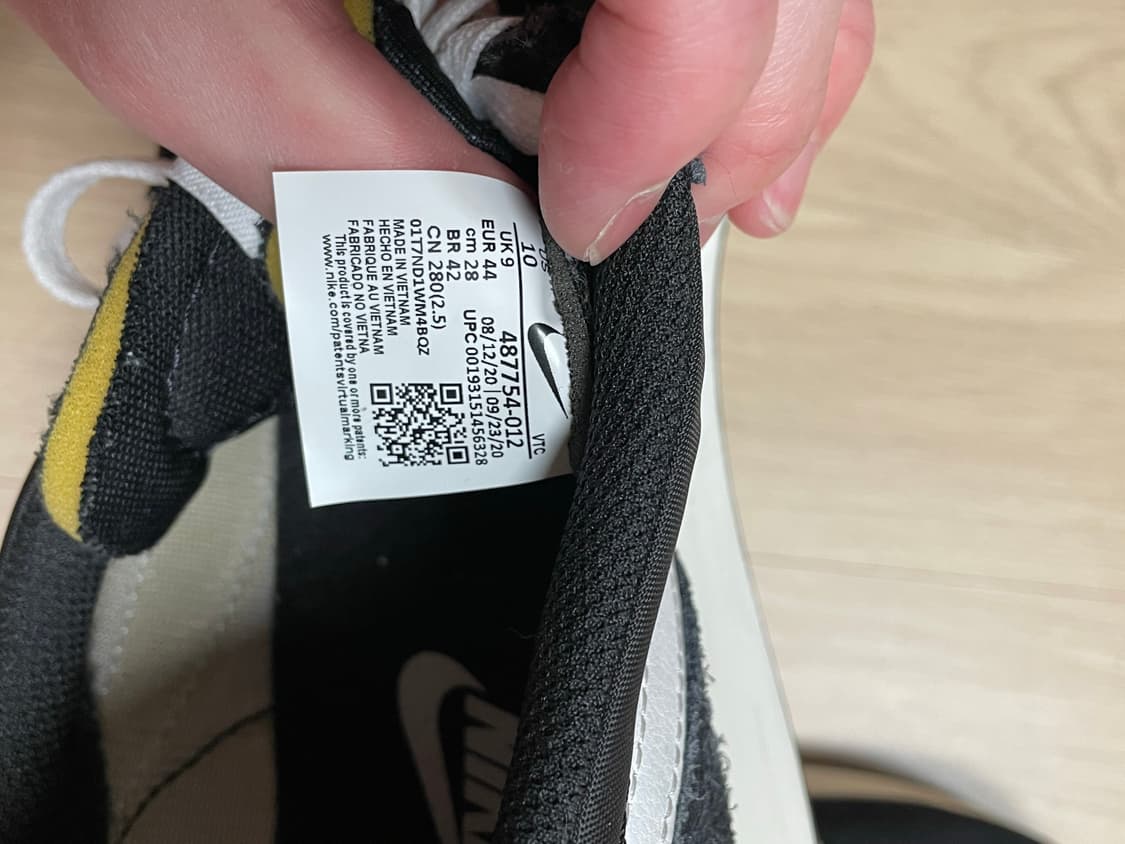 US
10
UK 9
EUR 44
cm 28
BR 42
CN 280(2.5)
01T7ND1WM4BQZ
MADE IN VIETNAM
HECHO EN VIETNAM
FABRIQUE AU VIETNAM
FABRICADO NO VIETNA
This product is covered by one or more patents:
www.nike.com/patentsvirtualmarking
VTC
487754-012
08/12/20 | 09/23/20
UPC 00193151456328